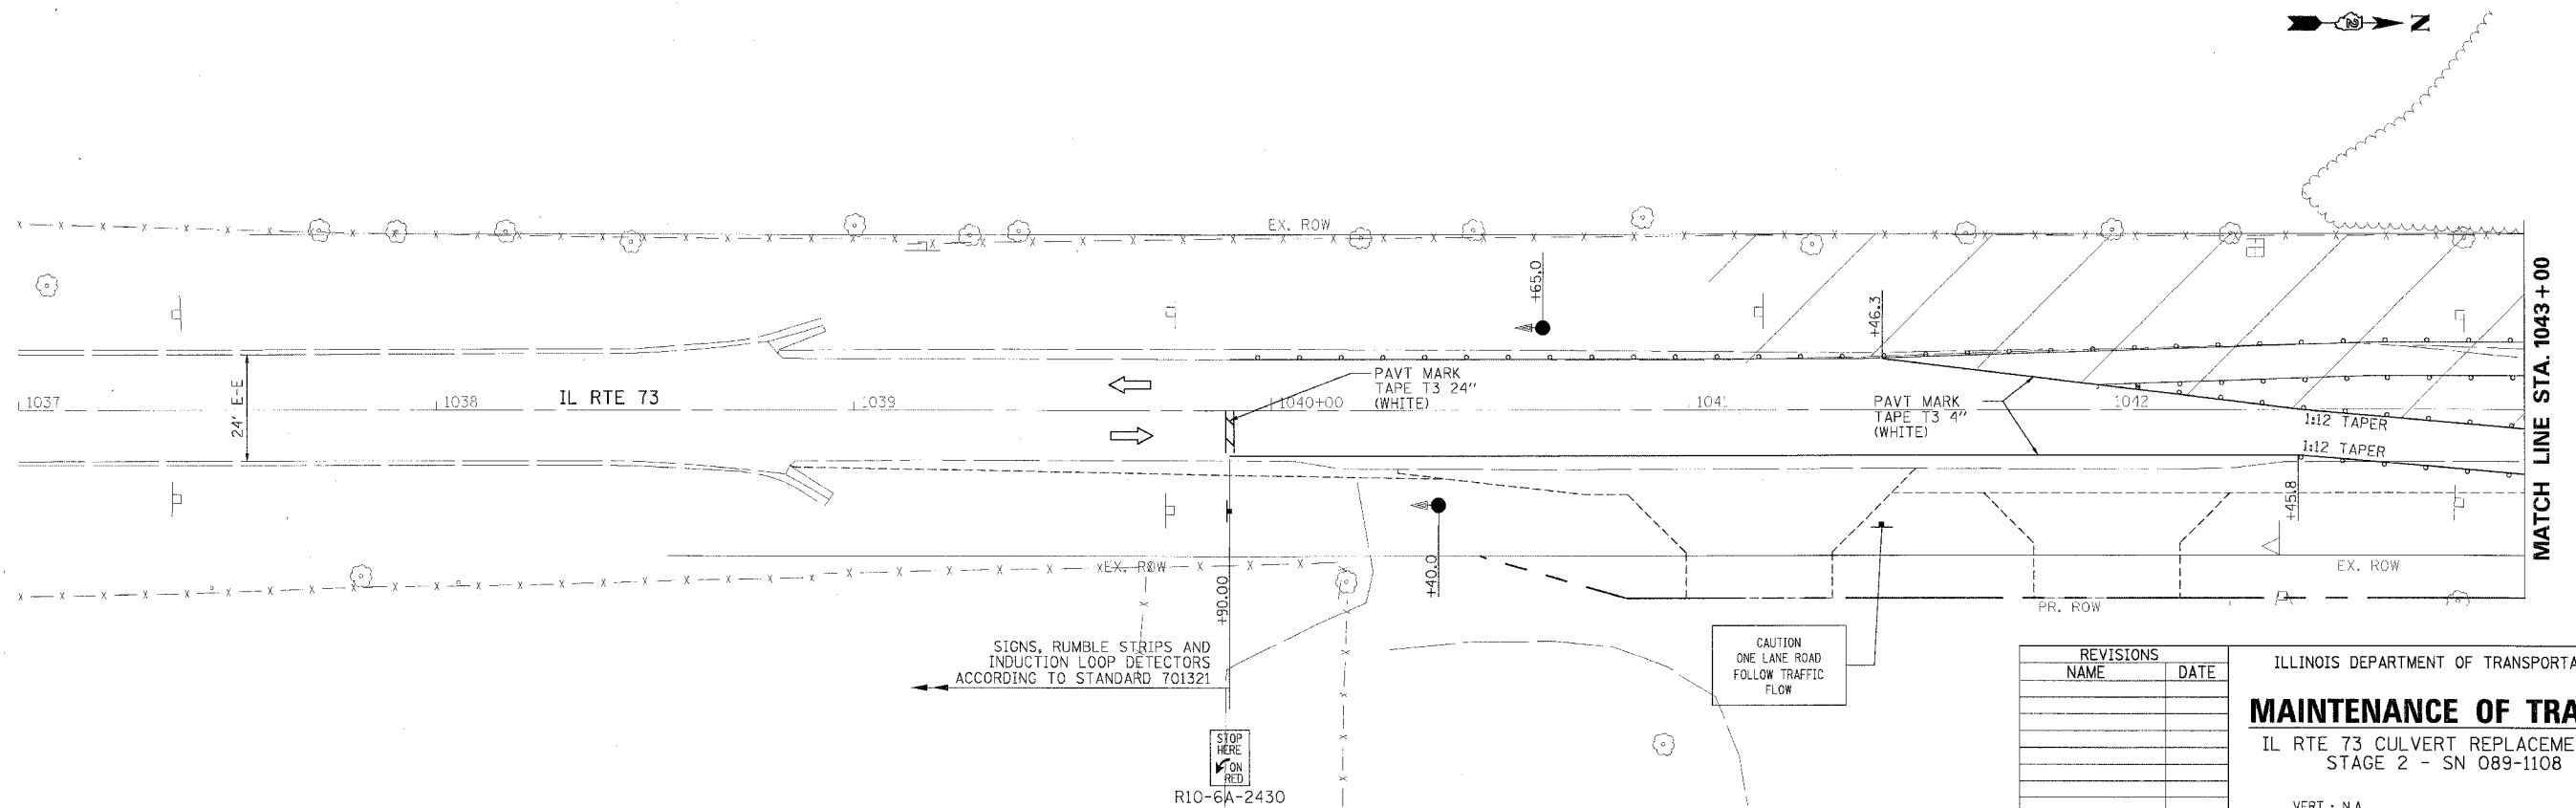 N
EX. ROW
+65.0
+46.3
MATCH LINE STA. 1043+00
PAVT MARK
TAPE T3 24"
(WHITE)
24' E-E
1037
1038
IL RTE 73
1039
1040+00
1041
1042
PAVT MARK
TAPE T3 4"
(WHITE)
1:12 TAPER
1:12 TAPER
+45.8
+40.0
+90.00
EX. ROW
EX. ROW
PR. ROW
SIGNS, RUMBLE STRIPS AND
INDUCTION LOOP DETECTORS
ACCORDING TO STANDARD 701321
CAUTION
ONE LANE ROAD
FOLLOW TRAFFIC
FLOW
STOP
HERE
ON
RED
R10-6A-2430
REVISIONS
NAME DATE
ILLINOIS DEPARTMENT OF TRANSPORTA
MAINTENANCE OF TRA
IL RTE 73 CULVERT REPLACEME
STAGE 2 - SN 089-1108
VERT.: N.A.